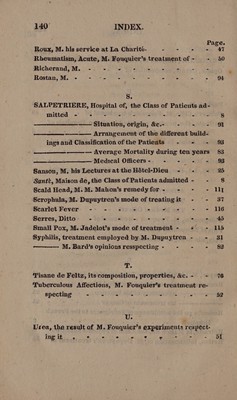 140 INDEX.
Page.
Roux, M. his service at La Charité- - - - - 47
Rheumatism, Acute, M. Fouquier's treatment of - - 50
Richerand, M. - - - - - - - -
Rostan, M. - - - - - - - - - 94
S.
SALPETRIERE, Hospital of, the Class of Patients ad-
mitted - - - - - - - - 8
Situation, origin, &c. - - - - 91
Arrangement of the different build-
ings and Classification of the Patients - - - 92
Average Mortality during ten years 93
Medical Officers - - - - - 93
Sanson, M. his Lectures at the Hôtel-Dieu - - 25
Santé, Maison de, the Class of Patients admitted - - 8
Scald Head, M. M. Mahon's remedy for - - - 111
Scrophula, M. Dupuytren's mode of treating it - - 37
Scarlet Fever - - - - - - - 116
Serres, Ditto - - - - - - - 45
Small Pox, M. Jadelot's mode of treatment - - - 115
Syphilis, treatment employed by M. Dupuytren - - 31
M. Bard's opinions respecting - - - 82
T.
Tisane de Feltz, its composition, properties, &c. - - 76
Tuberculous Affections, M. Fouquier's treatment re-
specting - - - - - - - 52
U.
Urea, the result of M. Fouquier's experiments respect-
ing it - - - - - - - - 51